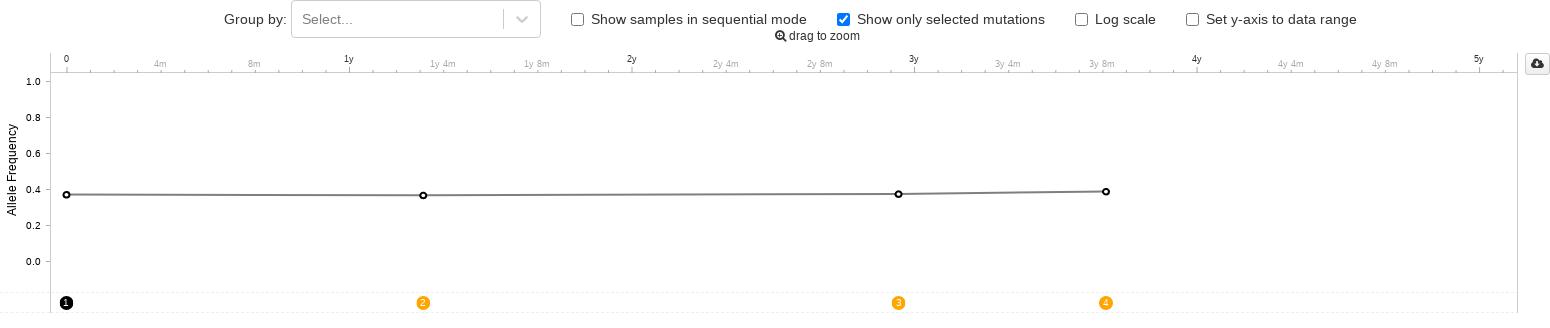 Group by: Select... Show samples in sequential mode Show only selected mutations Log scale Set y-axis to data range
drag to zoom
0 4m 8m 1y 1y 4m 1y 8m 2y 2y 4m 2y 8m 3y 3y 4m 3y 8m 4y 4y 4m 4y 8m 5y
1.0
0.8
0.6
0.4
0.2
0.0
Allele Frequency
1 2 3 4